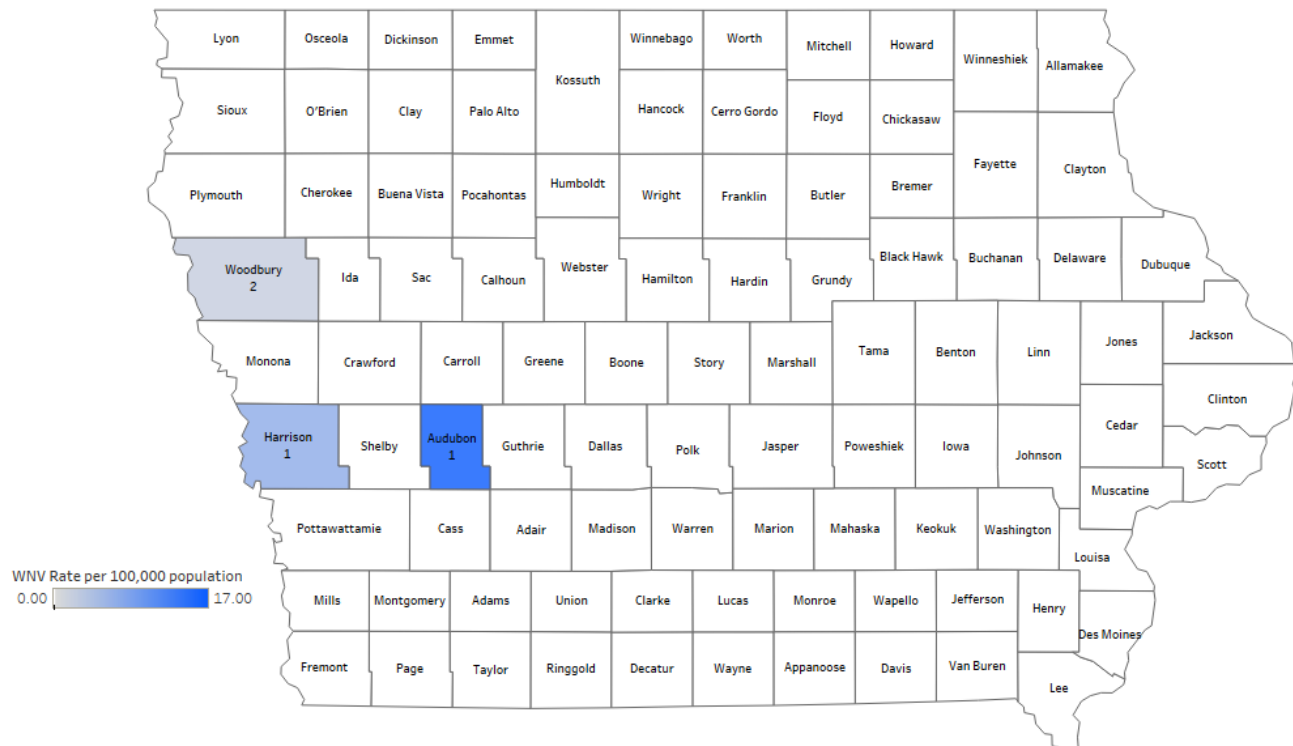 Lyon
Osceola
Dickinson
Emmet
Kossuth
Winnebago
Worth
Mitchell
Howard
Winneshiek
Allamakee
Sioux
O'Brien
Clay
Palo Alto
Hancock
Cerro Gordo
Floyd
Chickasaw
Fayette
Clayton
Plymouth
Cherokee
Buena Vista
Pocahontas
Humboldt
Wright
Franklin
Butler
Bremer
Woodbury
2
Ida
Sac
Calhoun
Webster
Hamilton
Hardin
Grundy
Black Hawk
Buchanan
Delaware
Dubuque
Monona
Crawford
Carroll
Greene
Boone
Story
Marshall
Tama
Benton
Linn
Jones
Jackson
Clinton
Harrison
1
Shelby
Audubon
1
Guthrie
Dallas
Polk
Jasper
Poweshiek
Iowa
Johnson
Cedar
Scott
Muscatine
Pottawattamie
Cass
Adair
Madison
Warren
Marion
Mahaska
Keokuk
Washington
Louisa
WNV Rate per 100,000 population
0.00
17.00
Mills
Montgomery
Adams
Union
Clarke
Lucas
Monroe
Wapello
Jefferson
Henry
Des Moines
Fremont
Page
Taylor
Ringgold
Decatur
Wayne
Appanoose
Davis
Van Buren
Lee